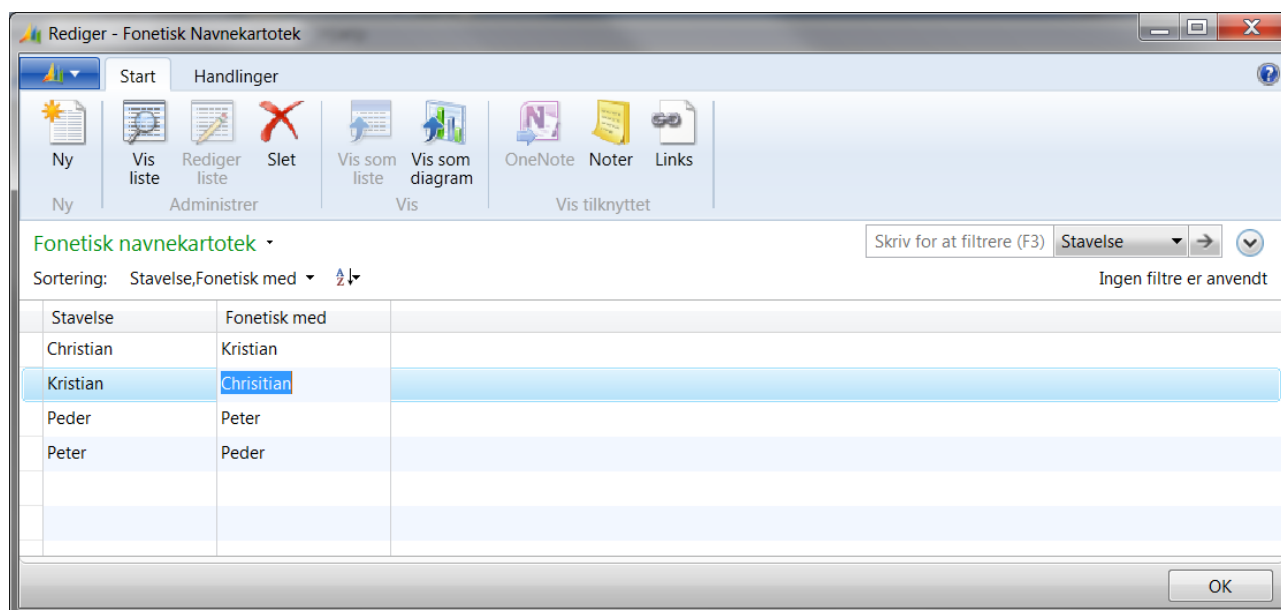 Rediger - Fonetisk Navnekartotek
Start Handlinger
Ny Vis liste Rediger liste Slet Vis som liste Vis som diagram OneNote Noter Links
Ny Administrer Vis Vis tilknyttet
Fonetisk navnekartotek Skriv for at filtrere (F3) Stavelse
Sortering: Stavelse,Fonetisk med Ingen filtre er anvendt
Stavelse Fonetisk med
Christian Kristian
Kristian Chrisitian
Peder Peter
Peter Peder
OK